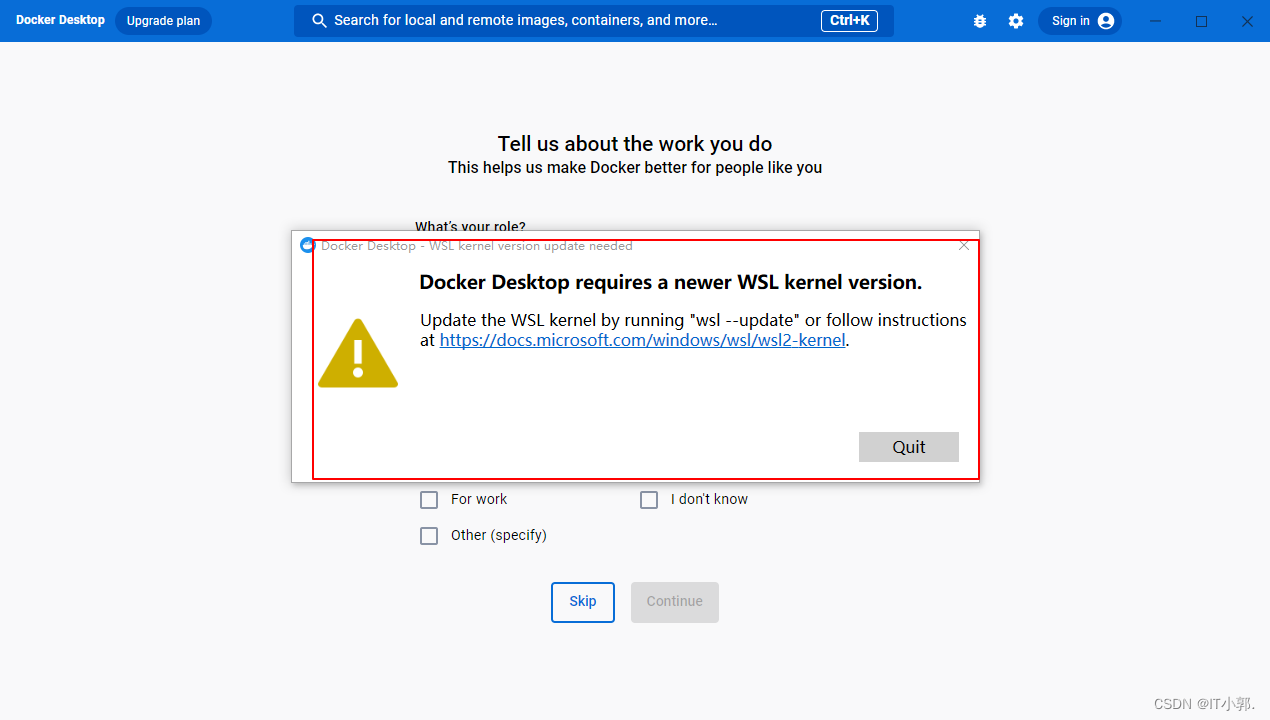 Docker Desktop
Upgrade plan
Search for local and remote images, containers, and more...
Ctrl+K
Sign in
Tell us about the work you do
This helps us make Docker better for people like you
What's your role?
Docker Desktop - WSL kernel version update needed
Docker Desktop requires a newer WSL kernel version.
Update the WSL kernel by running "wsl --update" or follow instructions
at https://docs.microsoft.com/windows/wsl/wsl2-kernel.
Quit
For work
I don't know
Other (specify)
Skip
Continue
CSDN @IT小郭.